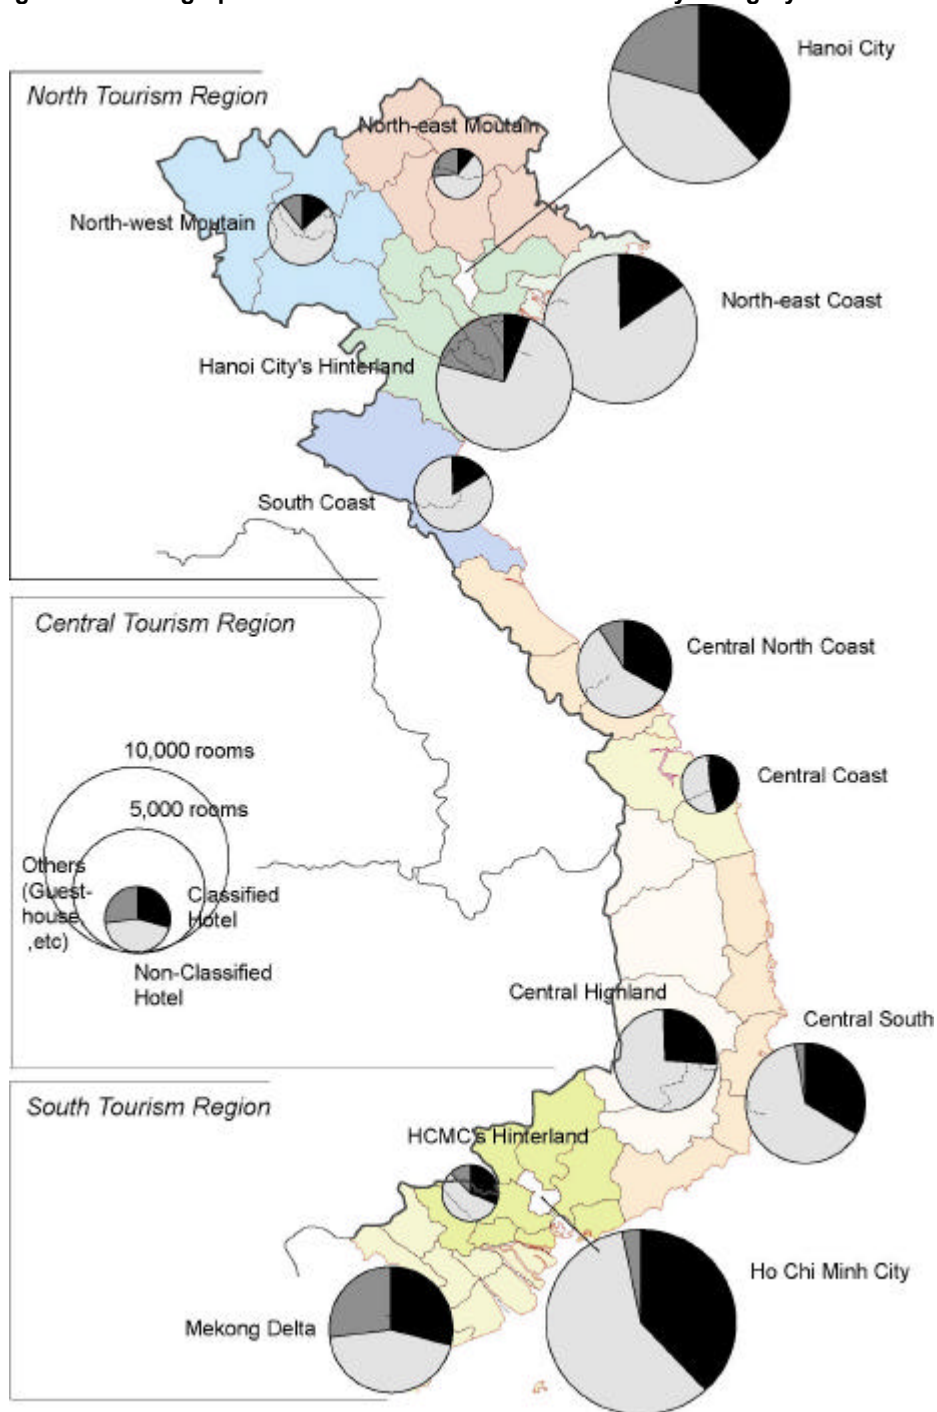 Hanoi City
North Tourism Region
North-east Moutain
North-west Moutain
North-east Coast
Hanoi City's Hinterland
South Coast
Central Tourism Region
Central North Coast
10,000 rooms
Central Coast
5,000 rooms
Others
(Guest-
house,
,etc)
Classified
Hotel
Non-Classified
Hotel
Central Highland
Central South
South Tourism Region
HCMC's Hinterland
Ho Chi Minh City
Mekong Delta